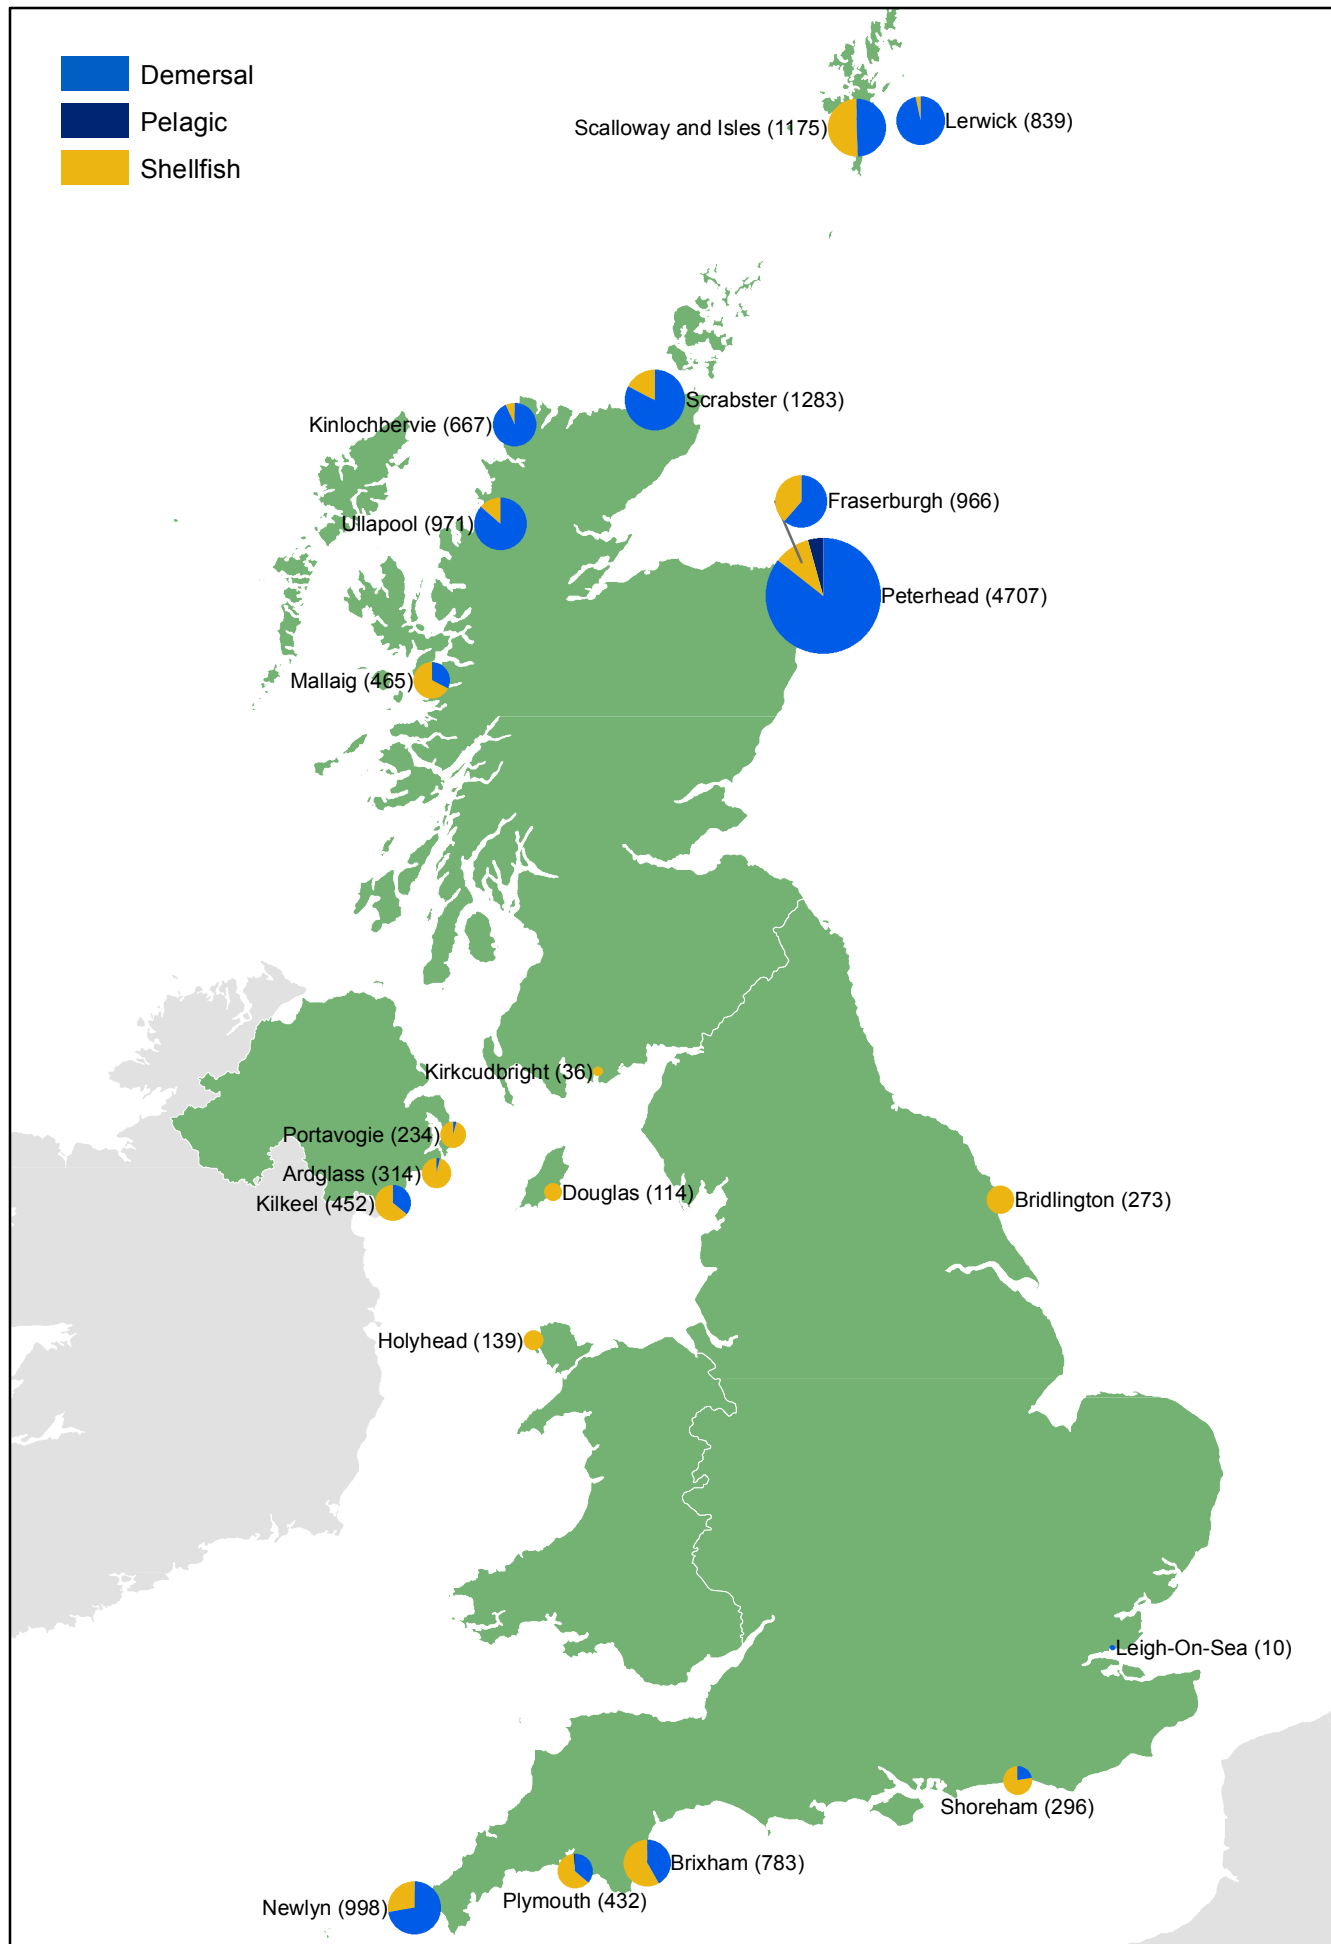 Demersal
Pelagic
Shellfish
Scalloway and Isles (1175)
Lerwick (839)
Scrabster (1283)
Kinlochbervie (667)
Fraserburgh (966)
Ullapool (971)
Peterhead (4707)
Mallaig (465)
Kirkcudbright (36)
Portavogie (234)
Ardglass (314)
Douglas (114)
Kilkeel (452)
Bridlington (273)
Holyhead (139)
Leigh-On-Sea (10)
Shoreham (296)
Brixham (783)
Plymouth (432)
Newlyn (998)